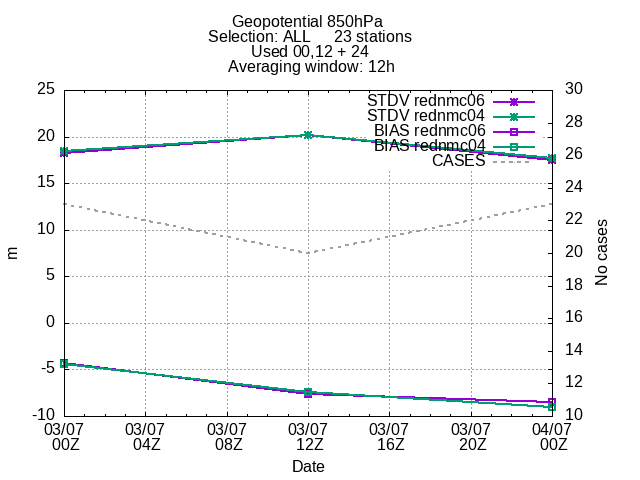 Geopotential 850hPa
Selection: ALL 23 stations
Used 00,12 + 24
Averaging window: 12h
25 30
STDV rednmc06
STDV rednmc04
BIAS rednmc06
BIAS rednmc04
CASES
20
15
10
5
0
-5
-10
m
28
26
24
22
20
18
16
14
12
10
No cases
03/07 03/07 03/07 03/07 03/07 03/07 04/07
00Z 04Z 08Z 12Z 16Z 20Z 00Z
Date